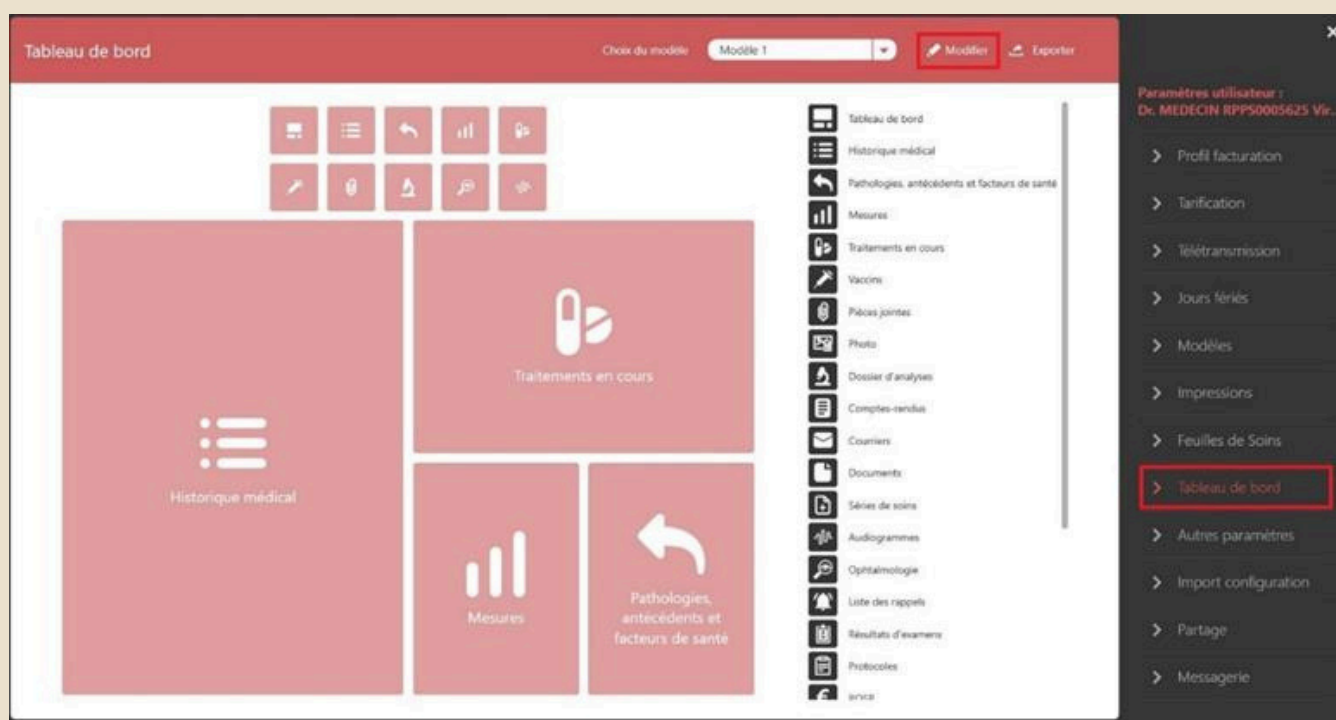 Tableau de bord
Choix du modèle
Modèle 1
Modifier
Exporter
Historique médical
Traitements en cours
Mesures
Pathologies,
antécédents et
facteurs de santé
Tableau de bord
Historique médical
Pathologies, antécédents et facteurs de santé
Mesures
Traitements en cours
Vaccins
Pièces jointes
Photo
Dossier d'analyses
Comptes-rendus
Courriers
Documents
Séries de soins
Audiogrammes
Ophtalmologie
Liste des rappels
Résultats d'examens
Protocoles
Paramètres utilisateur :
Dr. MEDECIN RPPS0005625 Vir...
Profil facturation
Tarification
Télétransmission
Jours fériés
Modèles
Impressions
Feuilles de Soins
Tableau de bord
Autres paramètres
Import configuration
Partage
Messagerie